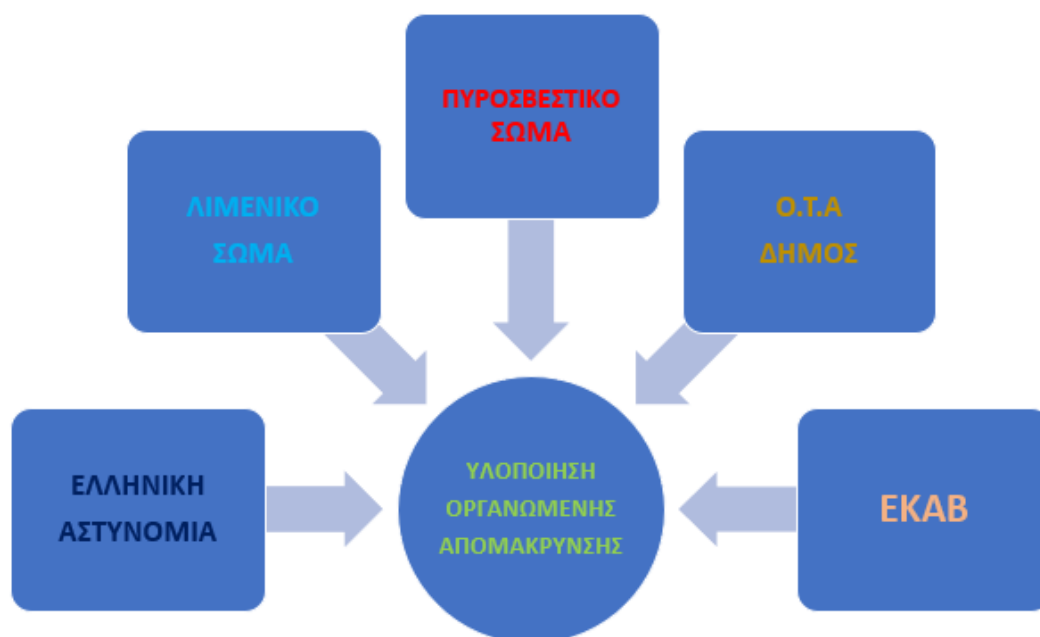 ΠΥΡΟΣΒΕΣΤΙΚΟ
ΣΩΜΑ
ΛΙΜΕΝΙΚΟ
ΣΩΜΑ
Ο.Τ.Α
ΔΗΜΟΣ
ΕΛΛΗΝΙΚΗ
ΑΣΤΥΝΟΜΙΑ
ΥΛΟΠΟΙΗΣΗ
ΟΡΓΑΝΩΜΕΝΗΣ
ΑΠΟΜΑΚΡΥΝΣΗΣ
ΕΚΑΒ